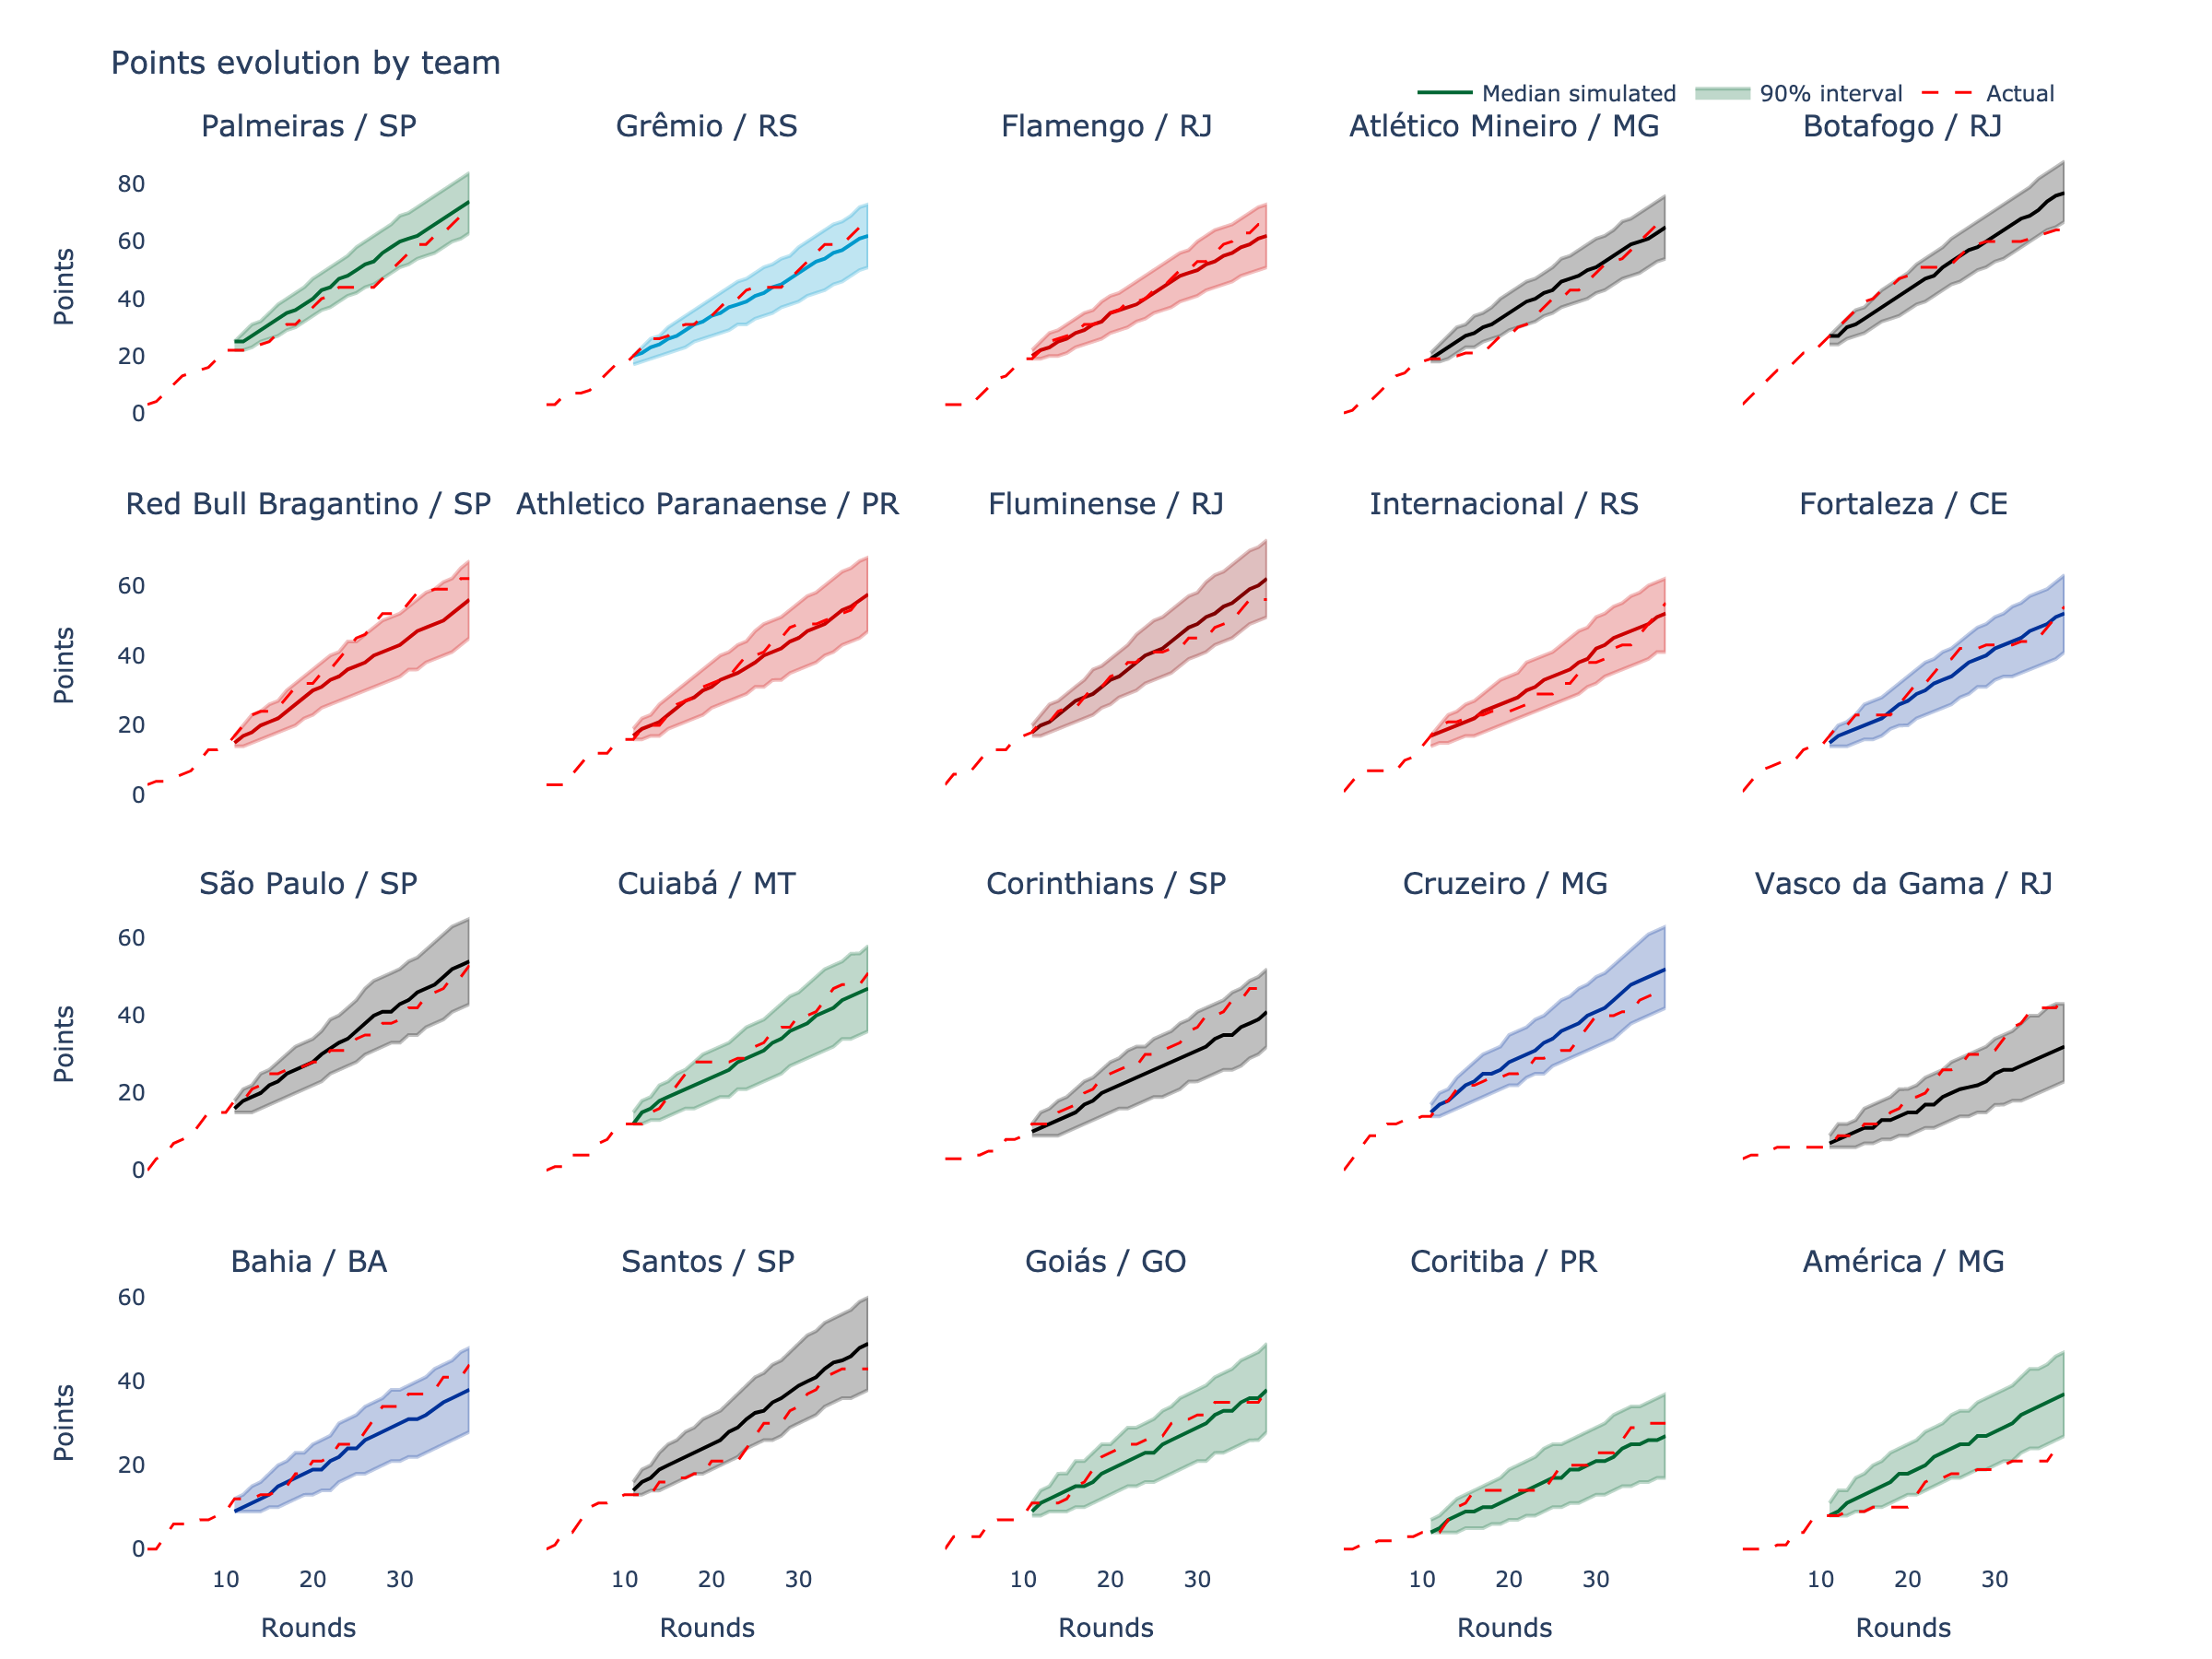 Points evolution by team
Median simulated 90% interval Actual
Palmeiras / SP Grêmio / RS Flamengo / RJ Atlético Mineiro / MG Botafogo / RJ
80
60
40
20
0
Points
Red Bull Bragantino / SP Athletico Paranaense / PR Fluminense / RJ Internacional / RS Fortaleza / CE
60
40
20
0
Points
São Paulo / SP Cuiabá / MT Corinthians / SP Cruzeiro / MG Vasco da Gama / RJ
60
40
20
0
Points
Bahia / BA Santos / SP Goiás / GO Coritiba / PR América / MG
60
40
20
0
Points
10 20 30 10 20 30 10 20 30 10 20 30 10 20 30
Rounds Rounds Rounds Rounds Rounds